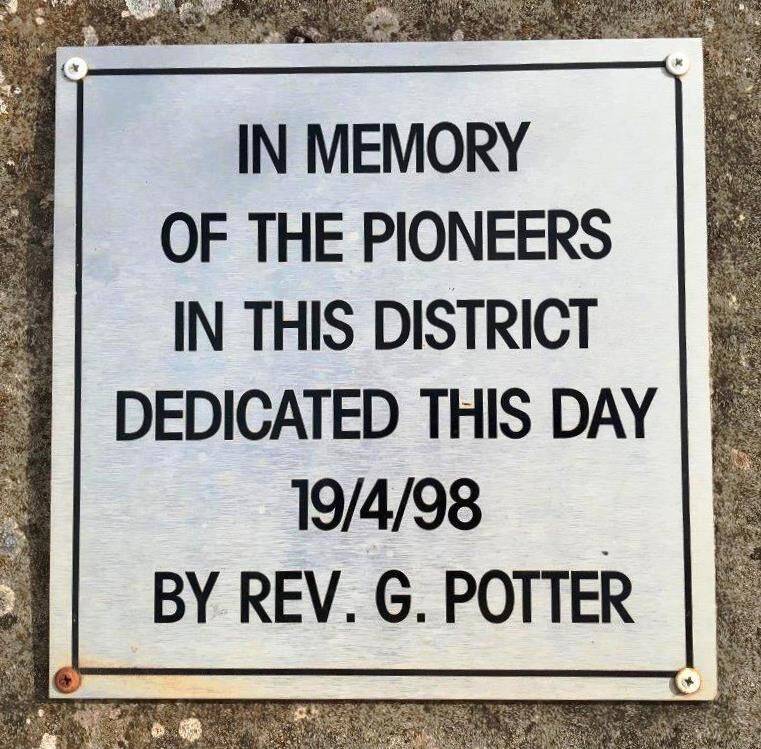 IN MEMORY
OF THE PIONEERS
IN THIS DISTRICT
DEDICATED THIS DAY
19/4/98
BY REV. G. POTTER